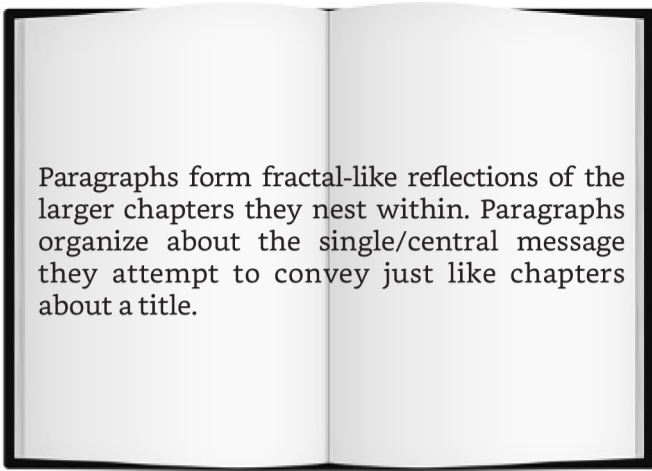 Paragraphs form fractal-like reflections of the
larger chapters they nest within. Paragraphs
organize about the single/central message
they attempt to convey just like chapters
about a title.